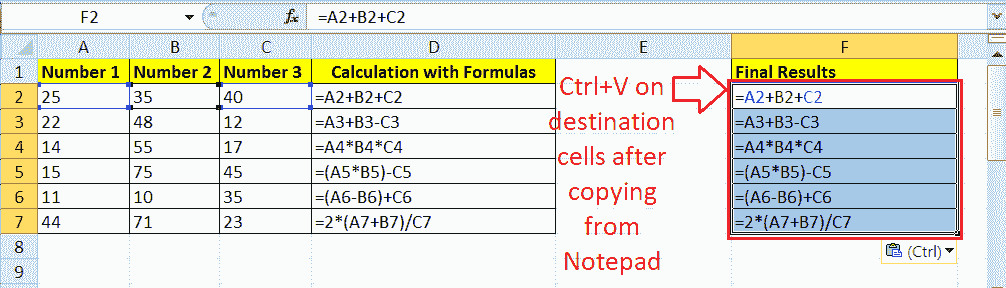 F2 fx =A2+B2+C2
A B C D E F
1 Number 1 Number 2 Number 3 Calculation with Formulas Final Results
2 25 35 40 =A2+B2+C2 =A2+B2+C2
3 22 48 12 =A3+B3-C3 =A3+B3-C3
4 14 55 17 =A4*B4*C4 =A4*B4*C4
5 15 75 45 =(A5*B5)-C5 =(A5*B5)-C5
6 11 10 35 =(A6-B6)+C6 =(A6-B6)+C6
7 44 71 23 =2*(A7+B7)/C7 =2*(A7+B7)/C7
8
9
Ctrl+V on
destination
cells after
copying
from
Notepad
(Ctrl)